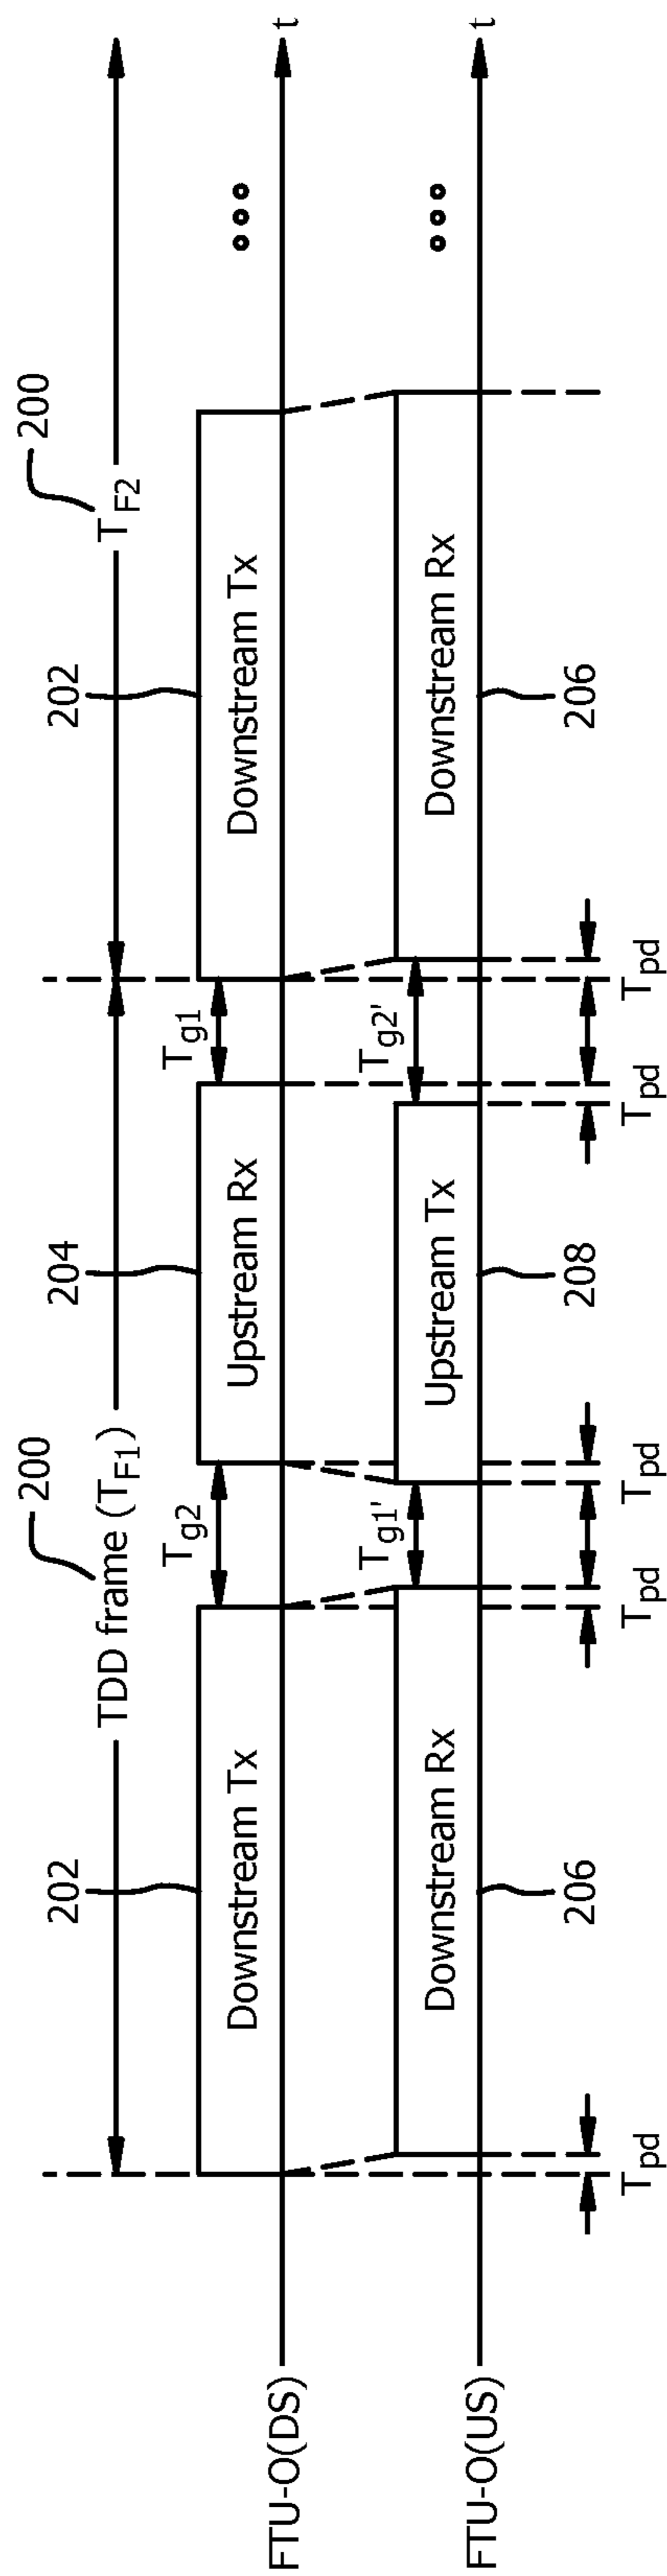 200
200
TDD frame (TF1)
TF2
202
204
202
Downstream Tx
Tg2
Upstream Rx
Tg1
Downstream Tx
FTU-O(DS)
t
Downstream Rx
Tg1'
Upstream Tx
Tg2'
Downstream Rx
FTU-O(US)
t
206
208
206
Tpd
Tpd
Tpd
Tpd
Tpd